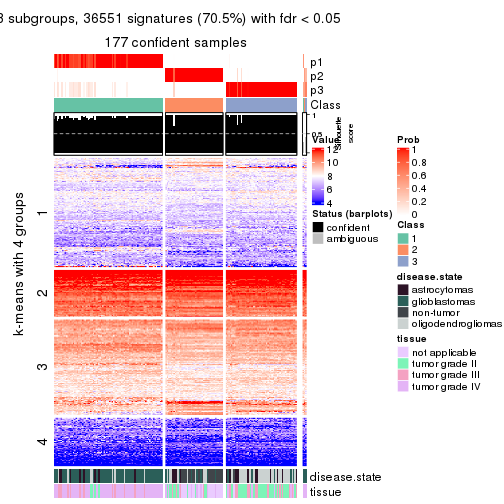 3 subgroups, 36551 signatures (70.5%) with fdr < 0.05
177 confident samples
p1
p2
p3
Class
1
0.5
Silhouette
score
k-means with 4 groups
1
2
3
4
disease.state
tissue
Value
12
10
8
6
4
Status (barplots)
confident
ambiguous
Prob
1
0.8
0.6
0.4
0.2
0
Class
1
2
3
disease.state
astrocytomas
glioblastomas
non-tumor
oligodendrogliomas
tissue
not applicable
tumor grade II
tumor grade III
tumor grade IV